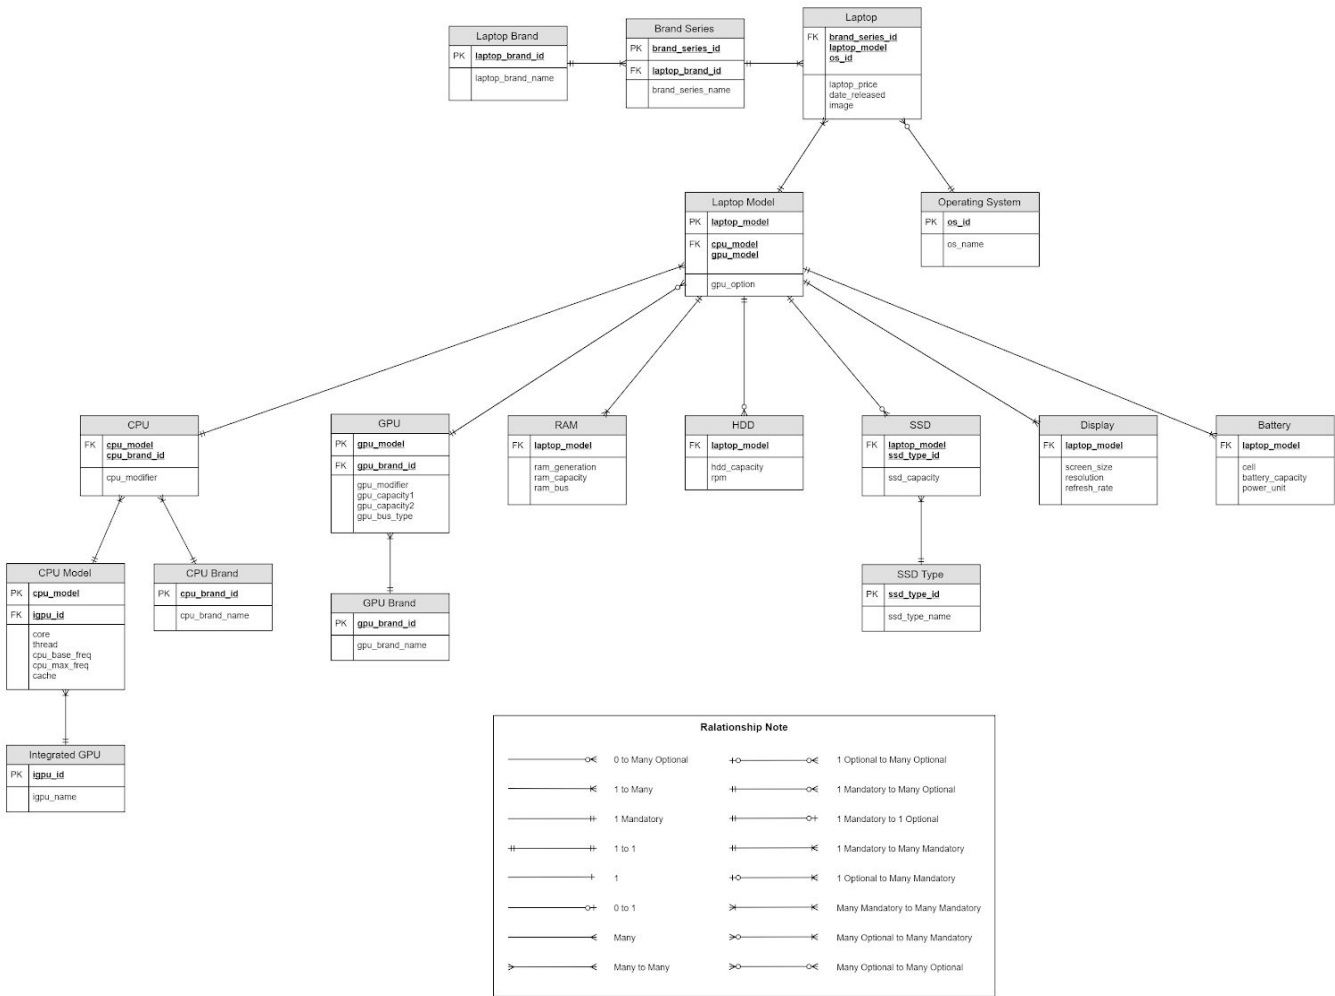 Laptop Brand
PK laptop_brand_id
laptop_brand_name
Brand Series
PK brand_series_id
FK laptop_brand_id
brand_series_name
Laptop
FK brand_series_id
laptop_model
os_id
laptop_price
date_released
image
Laptop Model
PK laptop_model
FK cpu_model
gpu_model
gpu_option
Operating System
PK os_id
os_name
CPU
FK cpu_model
cpu_brand_id
cpu_modifier
GPU
PK gpu_model
FK gpu_brand_id
gpu_modifier
gpu_capacity1
gpu_capacity2
gpu_bus_type
RAM
FK laptop_model
ram_generation
ram_capacity
ram_bus
HDD
FK laptop_model
hdd_capacity
rpm
SSD
FK laptop_model
ssd_type_id
ssd_capacity
Display
FK laptop_model
screen_size
resolution
refresh_rate
Battery
FK laptop_model
cell
battery_capacity
power_unit
CPU Model
PK cpu_model
FK igpu_id
core
thread
cpu_base_freq
cpu_max_freq
cache
CPU Brand
PK cpu_brand_id
cpu_brand_name
GPU Brand
PK gpu_brand_id
gpu_brand_name
SSD Type
PK ssd_type_id
ssd_type_name
Integrated GPU
PK igpu_id
igpu_name
Ralationship Note
0 to Many Optional
1 to Many
1 Mandatory
1 to 1
1
0 to 1
Many
Many to Many
1 Optional to Many Optional
1 Mandatory to Many Optional
1 Mandatory to 1 Optional
1 Mandatory to Many Mandatory
1 Optional to Many Mandatory
Many Mandatory to Many Mandatory
Many Optional to Many Mandatory
Many Optional to Many Optional